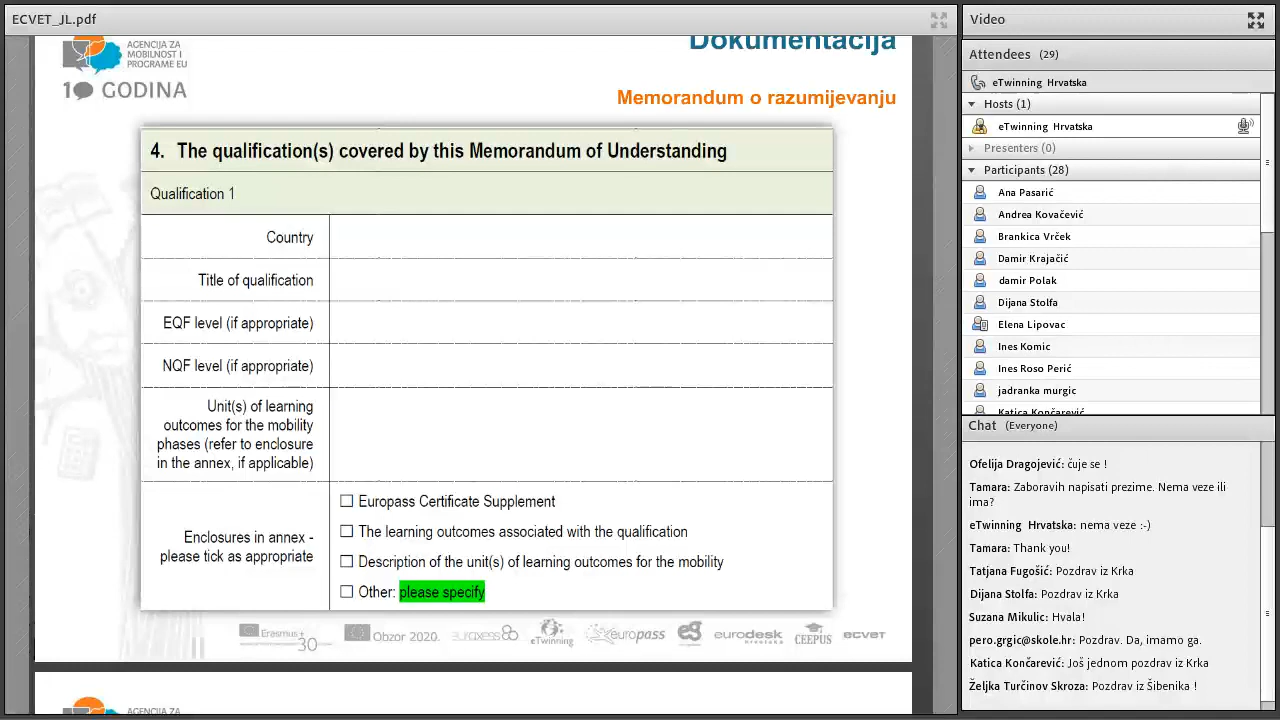 ECVET_JL.pdf
AGENCIJA ZA
MOBILNOST I
PROGRAME EU
10 GODINA
Dokumentacija
Memorandum o razumijevanju
4. The qualification(s) covered by this Memorandum of Understanding
Qualification 1
Country
Title of qualification
EQF level (if appropriate)
NQF level (if appropriate)
Unit(s) of learning
outcomes for the mobility
phases (refer to enclosure
in the annex, if applicable)
Enclosures in annex -
please tick as appropriate
☐ Europass Certificate Supplement
☐ The learning outcomes associated with the qualification
☐ Description of the unit(s) of learning outcomes for the mobility
☐ Other: please specify
Erasmus+
30
Obzor 2020.
euraxess
eTwinning
europass
eurodesk
hrvatska
CEEPUS
ecvet
AGENCIJA ZA
Video
Attendees (29)
eTwinning Hrvatska
Hosts (1)
eTwinning Hrvatska
Presenters (0)
Participants (28)
Ana Pasarić
Andrea Kovačević
Brankica Vrček
Damir Krajačić
damir Polak
Dijana Stolfa
Elena Lipovac
Ines Komic
Ines Roso Perić
jadranka murgic
Katica Končarević
Chat (Everyone)
Ofelija Dragojević: čuje se !
Tamara: Zaboravih napisati prezime. Nema veze ili
ima?
eTwinning Hrvatska: nema veze :-)
Tamara: Thank you!
Tatjana Fugošić: Pozdrav iz Krka
Dijana Stolfa: Pozdrav iz Krka
Suzana Mikulic: Hvala!
pero.grgic@skole.hr: Pozdrav. Da, imamo ga.
Katica Končarević: Još jednom pozdrav iz Krka
Željka Turčinov Skroza: Pozdrav iz Šibenika !